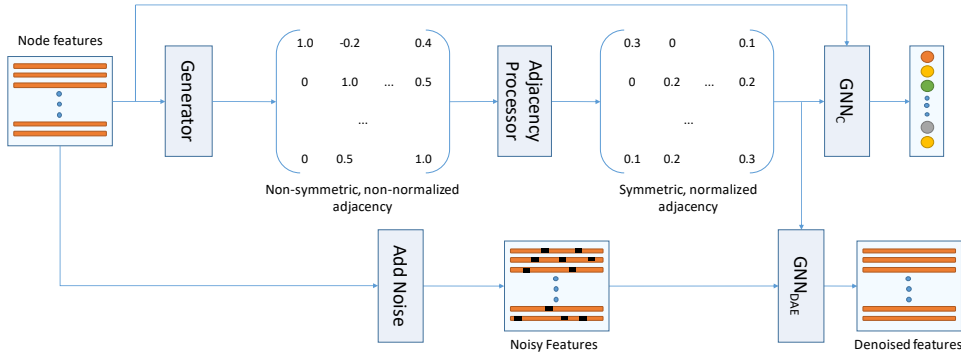 Node features
Generator
1.0 -0.2 0.4
0 1.0 ... 0.5
...
0 0.5 1.0
Non-symmetric, non-normalized
adjacency
Adjacency
Processor
0.3 0 0.1
0 0.2 ... 0.2
...
0.1 0.2 0.3
Symmetric, normalized
adjacency
GNN_C
Add Noise
Noisy Features
GNN_DAE
Denoised features